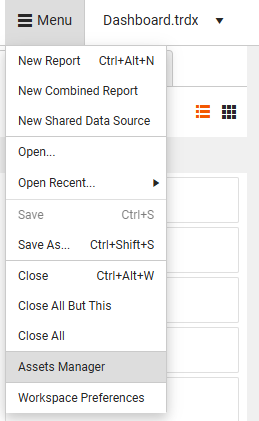 Menu Dashboard.trdx
New Report Ctrl+Alt+N
New Combined Report
New Shared Data Source
Open...
Open Recent...
Save Ctrl+S
Save As... Ctrl+Shift+S
Close Ctrl+Alt+W
Close All But This
Close All
Assets Manager
Workspace Preferences